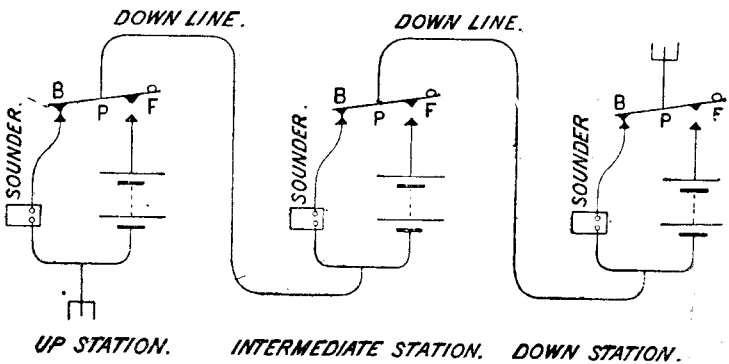 DOWN LINE. DOWN LINE.
B P F
B P F
B P F
SOUNDER.
SOUNDER.
SOUNDER
UP STATION. INTERMEDIATE STATION. DOWN STATION.